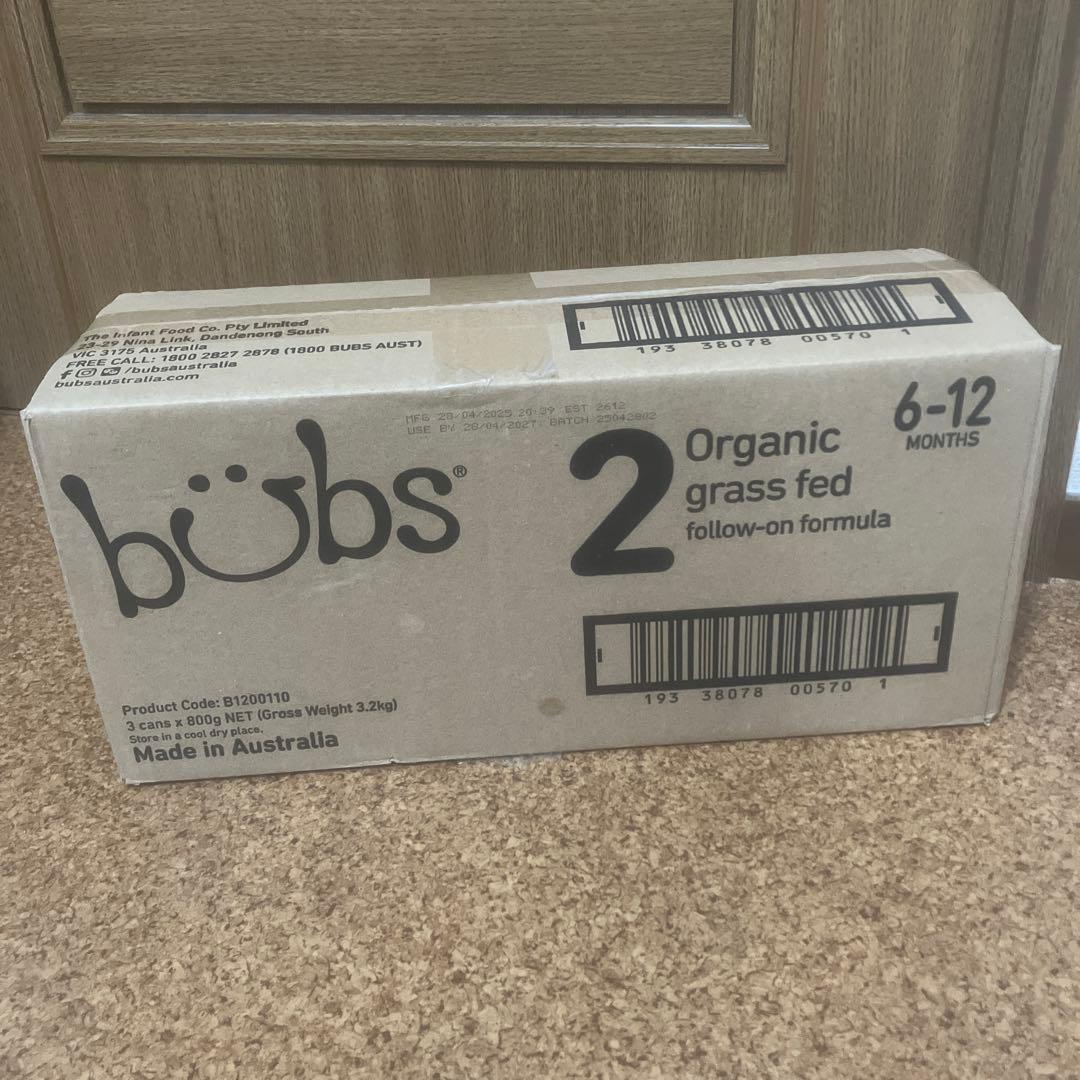 The Infant Food Co. Pty Limited
23-29 Nina Link, Dandenong South
VIC 3175 Australia
FREE CALL: 1800 2827 2878 (1800 BUBS AUST)
/bubsaustralia
bubsaustralia.com
193 38078 00570 1
MFG 28/04/2025 20:39 EST 2612
USE BY 28/04/2027 BATCH 25042802
bübs®
2
Organic
grass fed
follow-on formula
6-12
MONTHS
193 38078 00570 1
Product Code: B1200110
3 cans x 800g NET (Gross Weight 3.2kg)
Store in a cool dry place.
Made in Australia